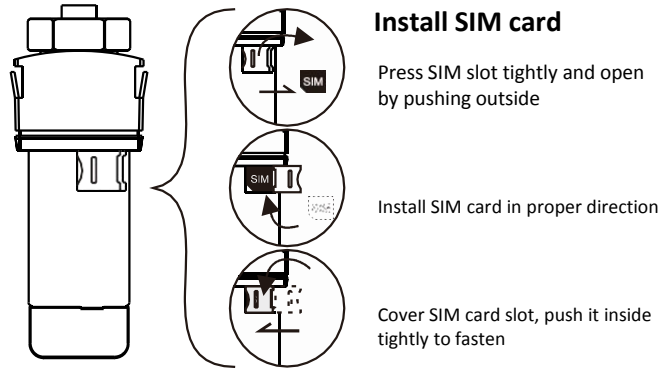 Install SIM card
Press SIM slot tightly and open
by pushing outside
SIM
SIM
Install SIM card in proper direction
Cover SIM card slot, push it inside
tightly to fasten